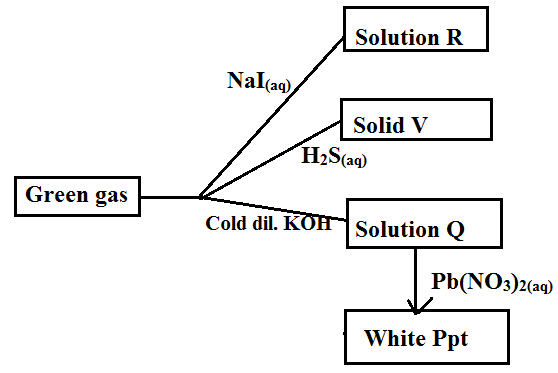 Solution R
NaI(aq)
Solid V
H₂S(aq)
Green gas
Cold dil. KOH
Solution Q
Pb(NO₃)₂(aq)
White Ppt